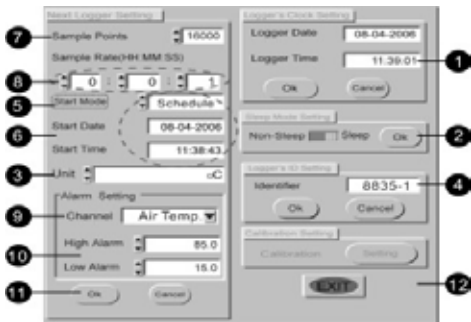 Next Logger Setting
7 Sample Points 16000
Sample Rate(HH:MM:SS)
8 0 : 0 : 1
5 Start Mode Schedule
6 Start Date 08-04-2006
Start Time 11:38:43
3 Unit oC
Alarm Setting
9 Channel Air Temp.
10 High Alarm 85.0
Low Alarm 15.0
11 Ok Cancel
Logger's Clock Setting
Logger Date 08-04-2006
Logger Time 11:39:01 1
Ok Cancel
Sleep Mode Setting
Non-Sleep Sleep Ok 2
Logger's ID Setting
Identifier 8835-1 4
Ok Cancel
Calibration Setting
Calibration Setting
EXIT 12